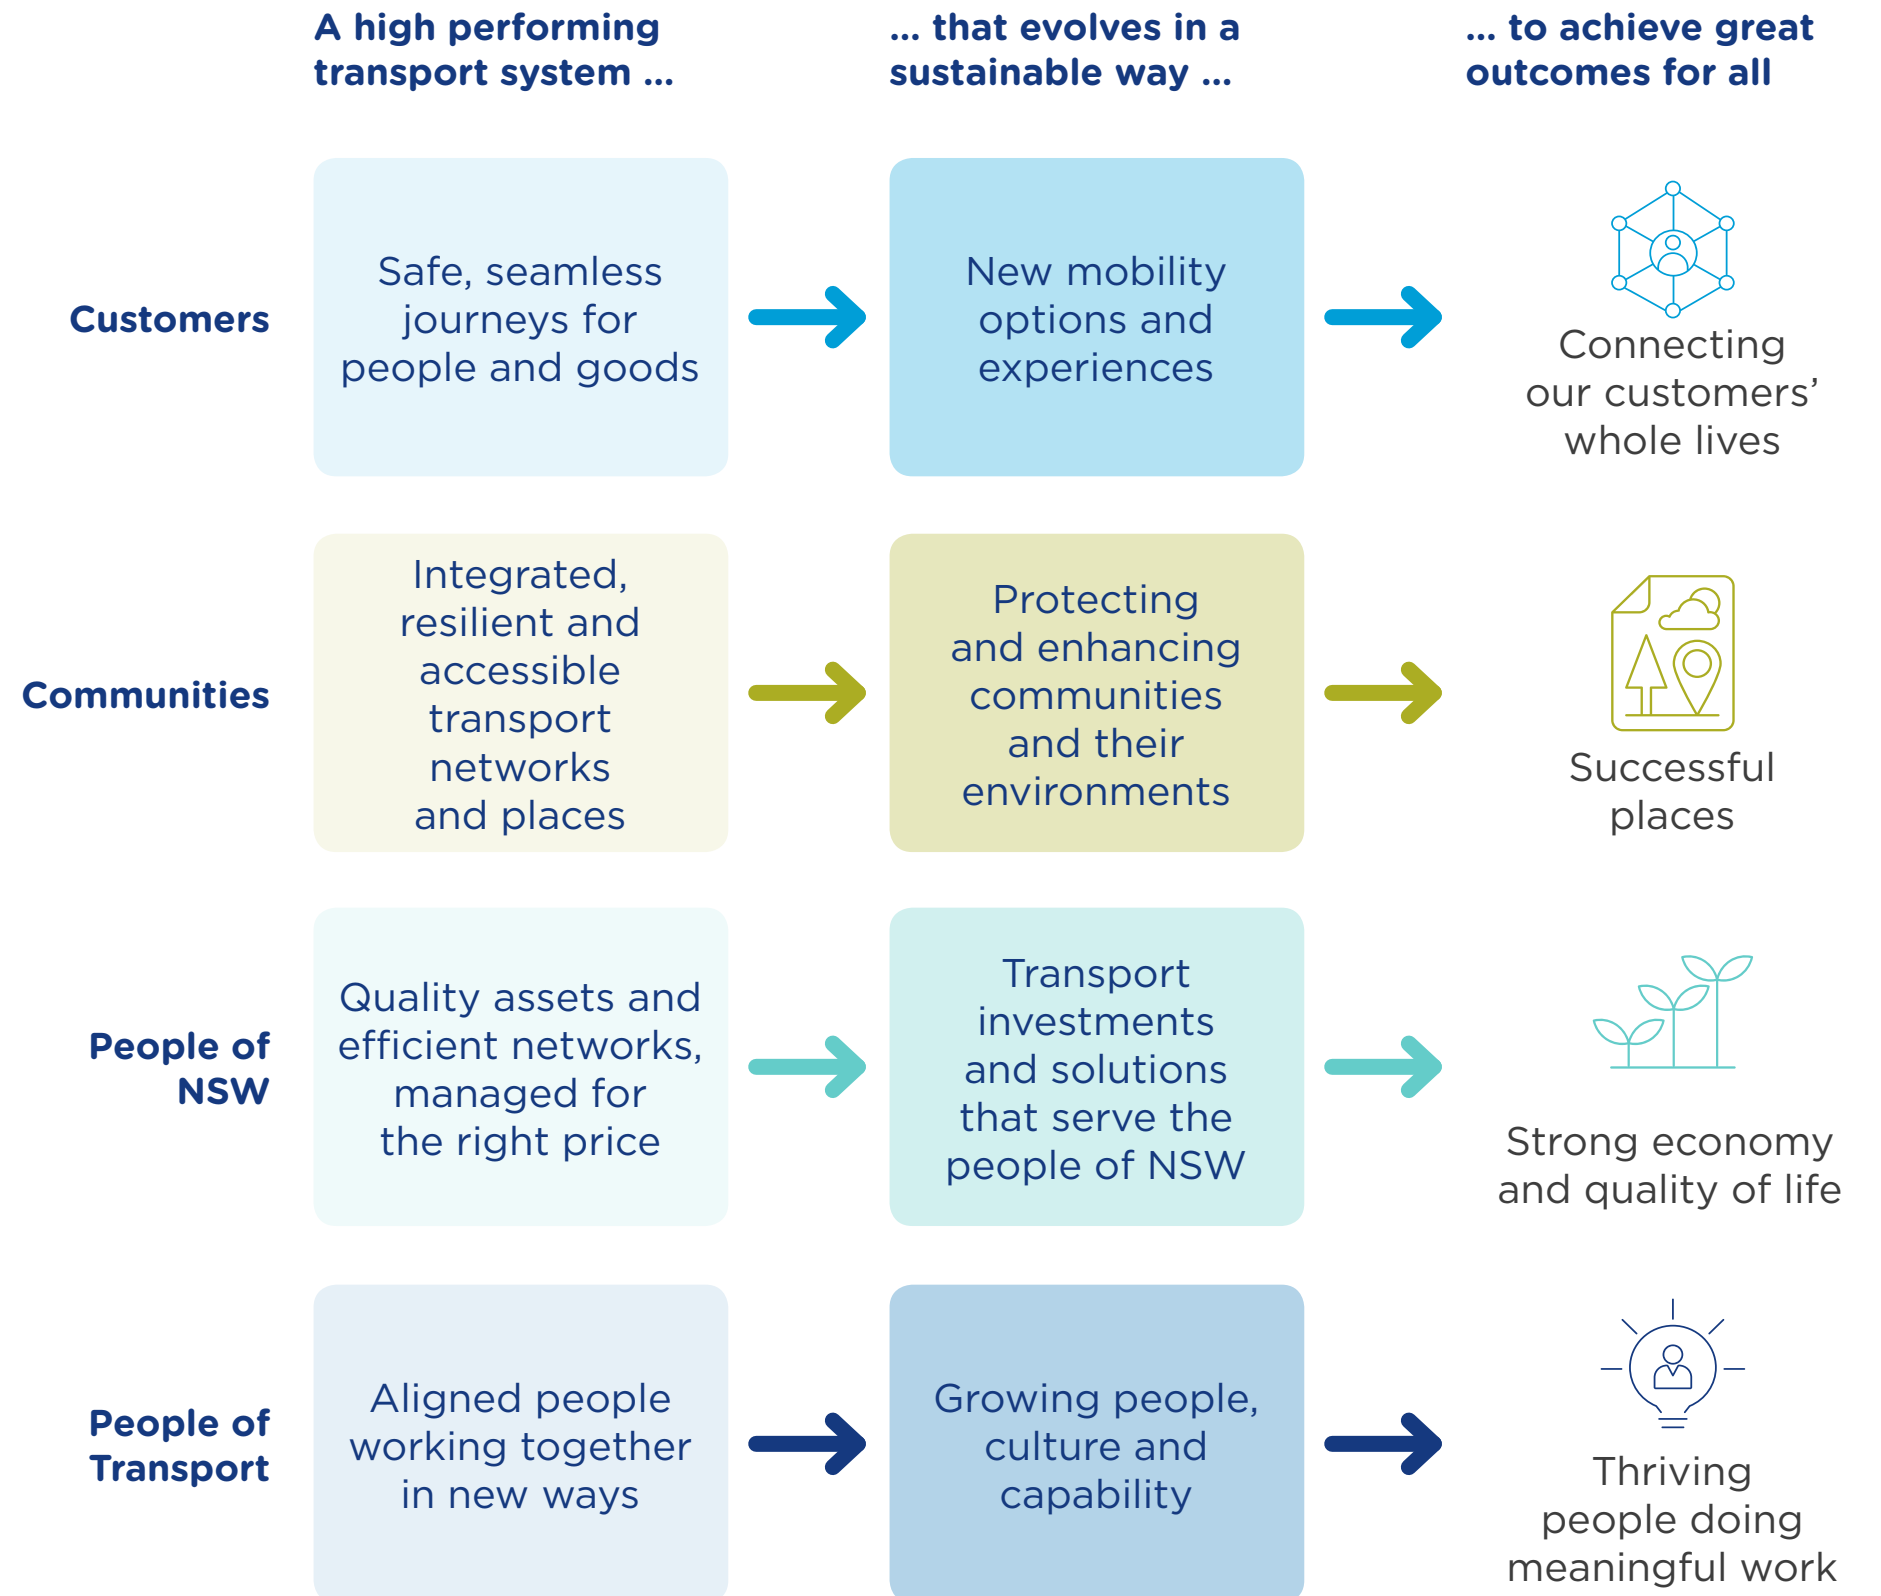 A high performing
transport system ...
... that evolves in a
sustainable way ...
... to achieve great
outcomes for all
Customers
Safe, seamless
journeys for
people and goods
New mobility
options and
experiences
Connecting
our customers’
whole lives
Communities
Integrated,
resilient and
accessible
transport
networks
and places
Protecting
and enhancing
communities
and their
environments
Successful
places
People of
NSW
Quality assets and
efficient networks,
managed for
the right price
Transport
investments
and solutions
that serve the
people of NSW
Strong economy
and quality of life
People of
Transport
Aligned people
working together
in new ways
Growing people,
culture and
capability
Thriving
people doing
meaningful work